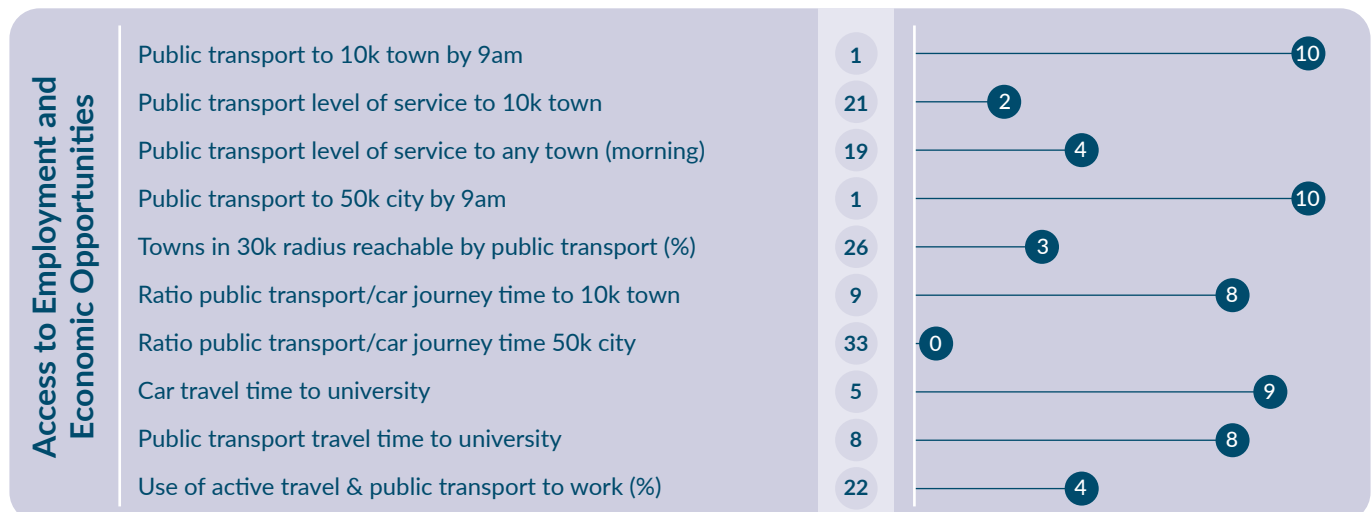 Access to Employment and
Economic Opportunities
Public transport to 10k town by 9am 1 10
Public transport level of service to 10k town 21 2
Public transport level of service to any town (morning) 19 4
Public transport to 50k city by 9am 1 10
Towns in 30k radius reachable by public transport (%) 26 3
Ratio public transport/car journey time to 10k town 9 8
Ratio public transport/car journey time 50k city 33 0
Car travel time to university 5 9
Public transport travel time to university 8 8
Use of active travel & public transport to work (%) 22 4